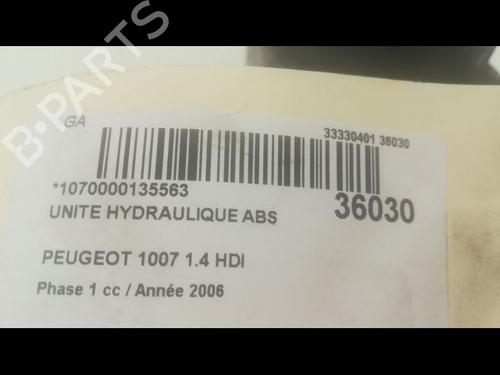 B-PARTS
GA
33330401 36030
*1070000135563
UNITE HYDRAULIQUE ABS
36030
PEUGEOT 1007 1.4 HDI
Phase 1 cc / Année 2006